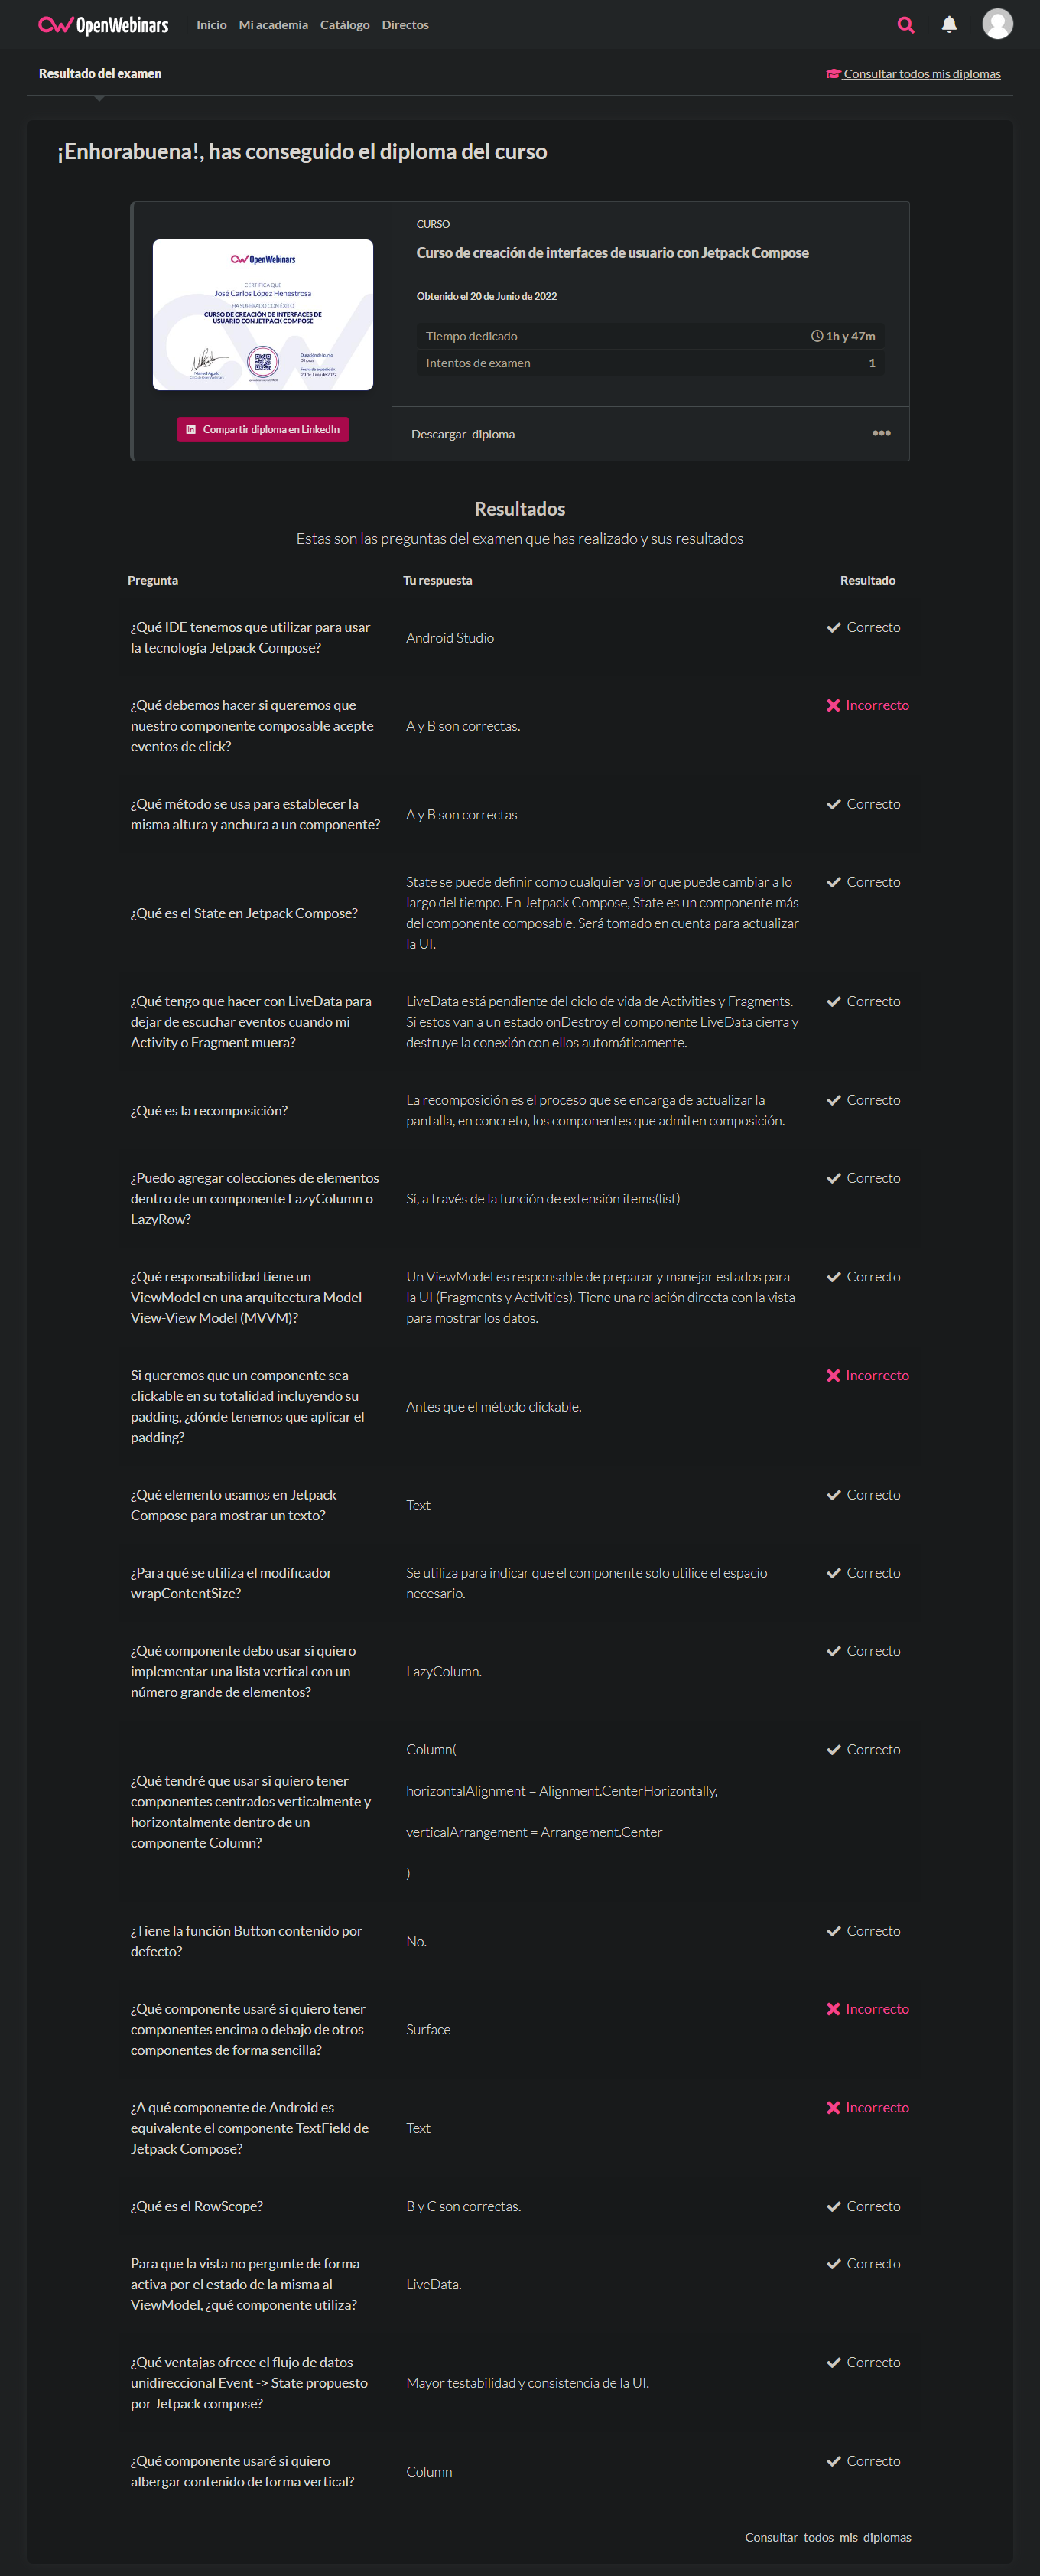 OpenWebinars
Inicio Mi academia Catálogo Directos
Resultado del examen
Consultar todos mis diplomas
¡Enhorabuena!, has conseguido el diploma del curso
OpenWebinars
CERTIFICA QUE
José Carlos López Henestrosa
HA SUPERADO CON ÉXITO
CURSO DE CREACIÓN DE INTERFACES DE
USUARIO CON JETPACK COMPOSE
Compartir diploma en LinkedIn
CURSO
Curso de creación de interfaces de usuario con Jetpack Compose
Obtenido el 20 de Junio de 2022
Tiempo dedicado 1h y 47m
Intentos de examen 1
Descargar diploma
Resultados
Estas son las preguntas del examen que has realizado y sus resultados
Pregunta Tu respuesta Resultado
¿Qué IDE tenemos que utilizar para usar
la tecnología Jetpack Compose?
Android Studio
Correcto
¿Qué debemos hacer si queremos que
nuestro componente composable acepte
eventos de click?
A y B son correctas.
Incorrecto
¿Qué método se usa para establecer la
misma altura y anchura a un componente?
A y B son correctas
Correcto
¿Qué es el State en Jetpack Compose?
State se puede definir como cualquier valor que puede cambiar a lo
largo del tiempo. En Jetpack Compose, State es un componente más
del componente composable. Será tomado en cuenta para actualizar
la UI.
Correcto
¿Qué tengo que hacer con LiveData para
dejar de escuchar eventos cuando mi
Activity o Fragment muera?
LiveData está pendiente del ciclo de vida de Activities y Fragments.
Si estos van a un estado onDestroy el componente LiveData cierra y
destruye la conexión con ellos automáticamente.
Correcto
¿Qué es la recomposición?
La recomposición es el proceso que se encarga de actualizar la
pantalla, en concreto, los componentes que admiten composición.
Correcto
¿Puedo agregar colecciones de elementos
dentro de un componente LazyColumn o
LazyRow?
Sí, a través de la función de extensión items(list)
Correcto
¿Qué responsabilidad tiene un
ViewModel en una arquitectura Model
View-View Model (MVVM)?
Un ViewModel es responsable de preparar y manejar estados para
la UI (Fragments y Activities). Tiene una relación directa con la vista
para mostrar los datos.
Correcto
Si queremos que un componente sea
clickable en su totalidad incluyendo su
padding, ¿dónde tenemos que aplicar el
padding?
Antes que el método clickable.
Incorrecto
¿Qué elemento usamos en Jetpack
Compose para mostrar un texto?
Text
Correcto
¿Para qué se utiliza el modificador
wrapContentSize?
Se utiliza para indicar que el componente solo utilice el espacio
necesario.
Correcto
¿Qué componente debo usar si quiero
implementar una lista vertical con un
número grande de elementos?
LazyColumn.
Correcto
¿Qué tendré que usar si quiero tener
componentes centrados verticalmente y
horizontalmente dentro de un
componente Column?
Column(
horizontalAlignment = Alignment.CenterHorizontally,
verticalArrangement = Arrangement.Center
)
Correcto
¿Tiene la función Button contenido por
defecto?
No.
Correcto
¿Qué componente usaré si quiero tener
componentes encima o debajo de otros
componentes de forma sencilla?
Surface
Incorrecto
¿A qué componente de Android es
equivalente el componente TextField de
Jetpack Compose?
Text
Incorrecto
¿Qué es el RowScope?
B y C son correctas.
Correcto
Para que la vista no pregunte de forma
activa por el estado de la misma al
ViewModel, ¿qué componente utiliza?
LiveData.
Correcto
¿Qué ventajas ofrece el flujo de datos
unidireccional Event -> State propuesto
por Jetpack compose?
Mayor testabilidad y consistencia de la UI.
Correcto
¿Qué componente usaré si quiero
albergar contenido de forma vertical?
Column
Correcto
Consultar todos mis diplomas